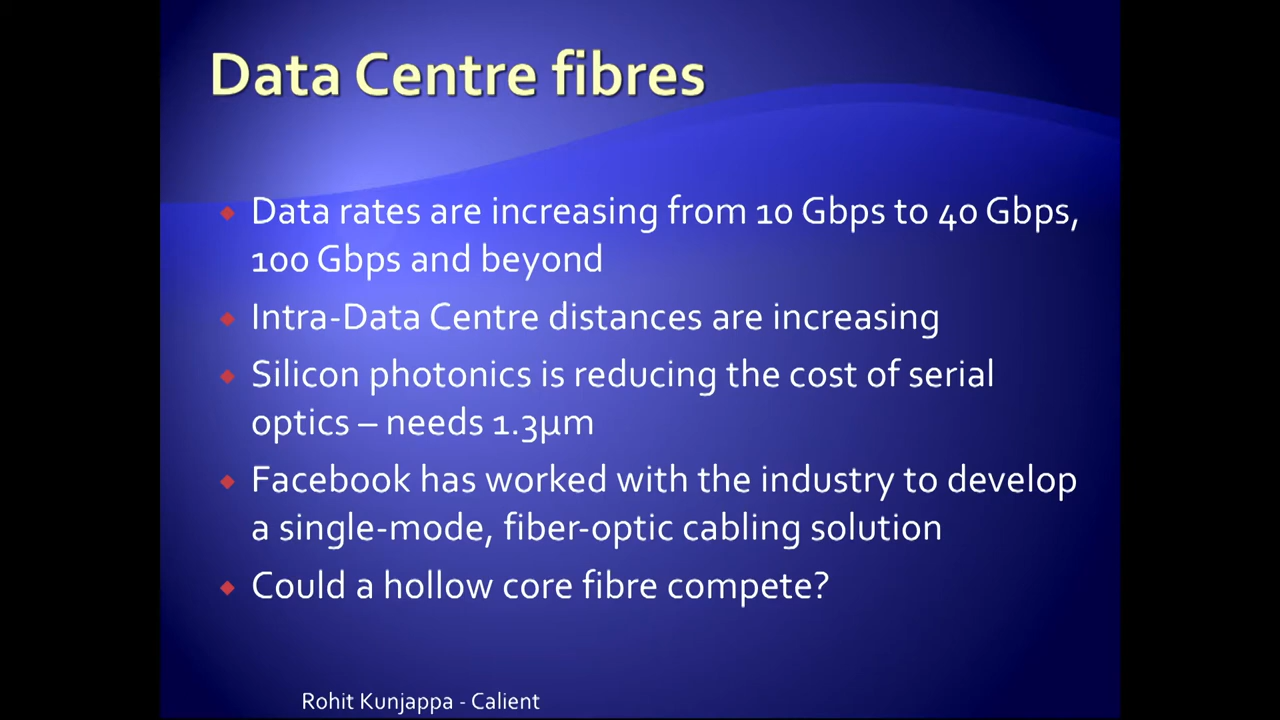 Data Centre fibres
Data rates are increasing from 10 Gbps to 40 Gbps,
100 Gbps and beyond
Intra-Data Centre distances are increasing
Silicon photonics is reducing the cost of serial
optics – needs 1.3µm
Facebook has worked with the industry to develop
a single-mode, fiber-optic cabling solution
Could a hollow core fibre compete?
Rohit Kunjappa - Calient